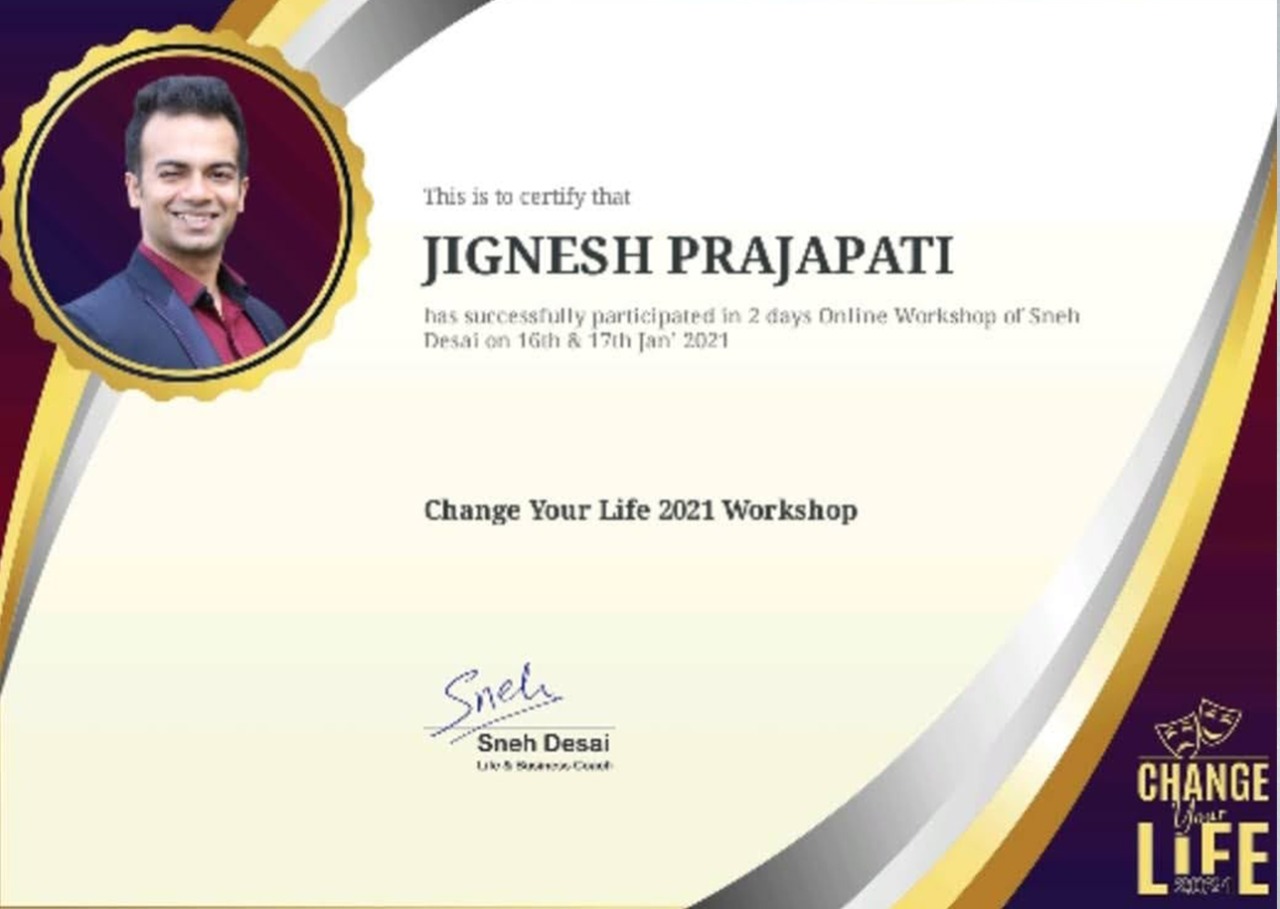 This is to certify that
JIGNESH PRAJAPATI
has successfully participated in 2 days Online Workshop of Sneh
Desai on 16th & 17th Jan' 2021
Change Your Life 2021 Workshop
Sneh
Sneh Desai
Life & Business Coach
CHANGE
Your
LIFE